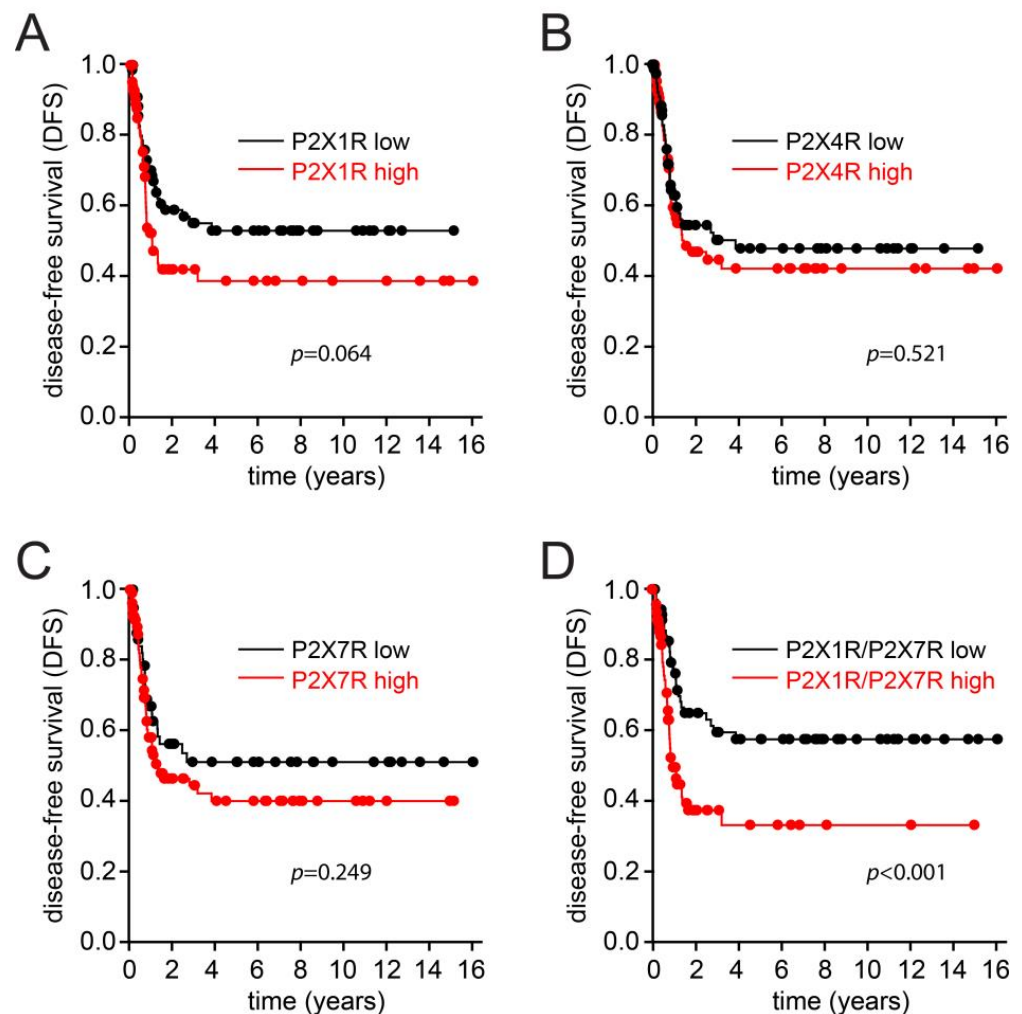 A
disease-free survival (DFS)
1.0
0.8
0.6
0.4
0.2
0.0
P2X1R low
P2X1R high
p=0.064
0 2 4 6 8 10 12 14 16
time (years)
B
disease-free survival (DFS)
1.0
0.8
0.6
0.4
0.2
0.0
P2X4R low
P2X4R high
p=0.521
0 2 4 6 8 10 12 14 16
time (years)
C
disease-free survival (DFS)
1.0
0.8
0.6
0.4
0.2
0.0
P2X7R low
P2X7R high
p=0.249
0 2 4 6 8 10 12 14 16
time (years)
D
disease-free survival (DFS)
1.0
0.8
0.6
0.4
0.2
0.0
P2X1R/P2X7R low
P2X1R/P2X7R high
p<0.001
0 2 4 6 8 10 12 14 16
time (years)